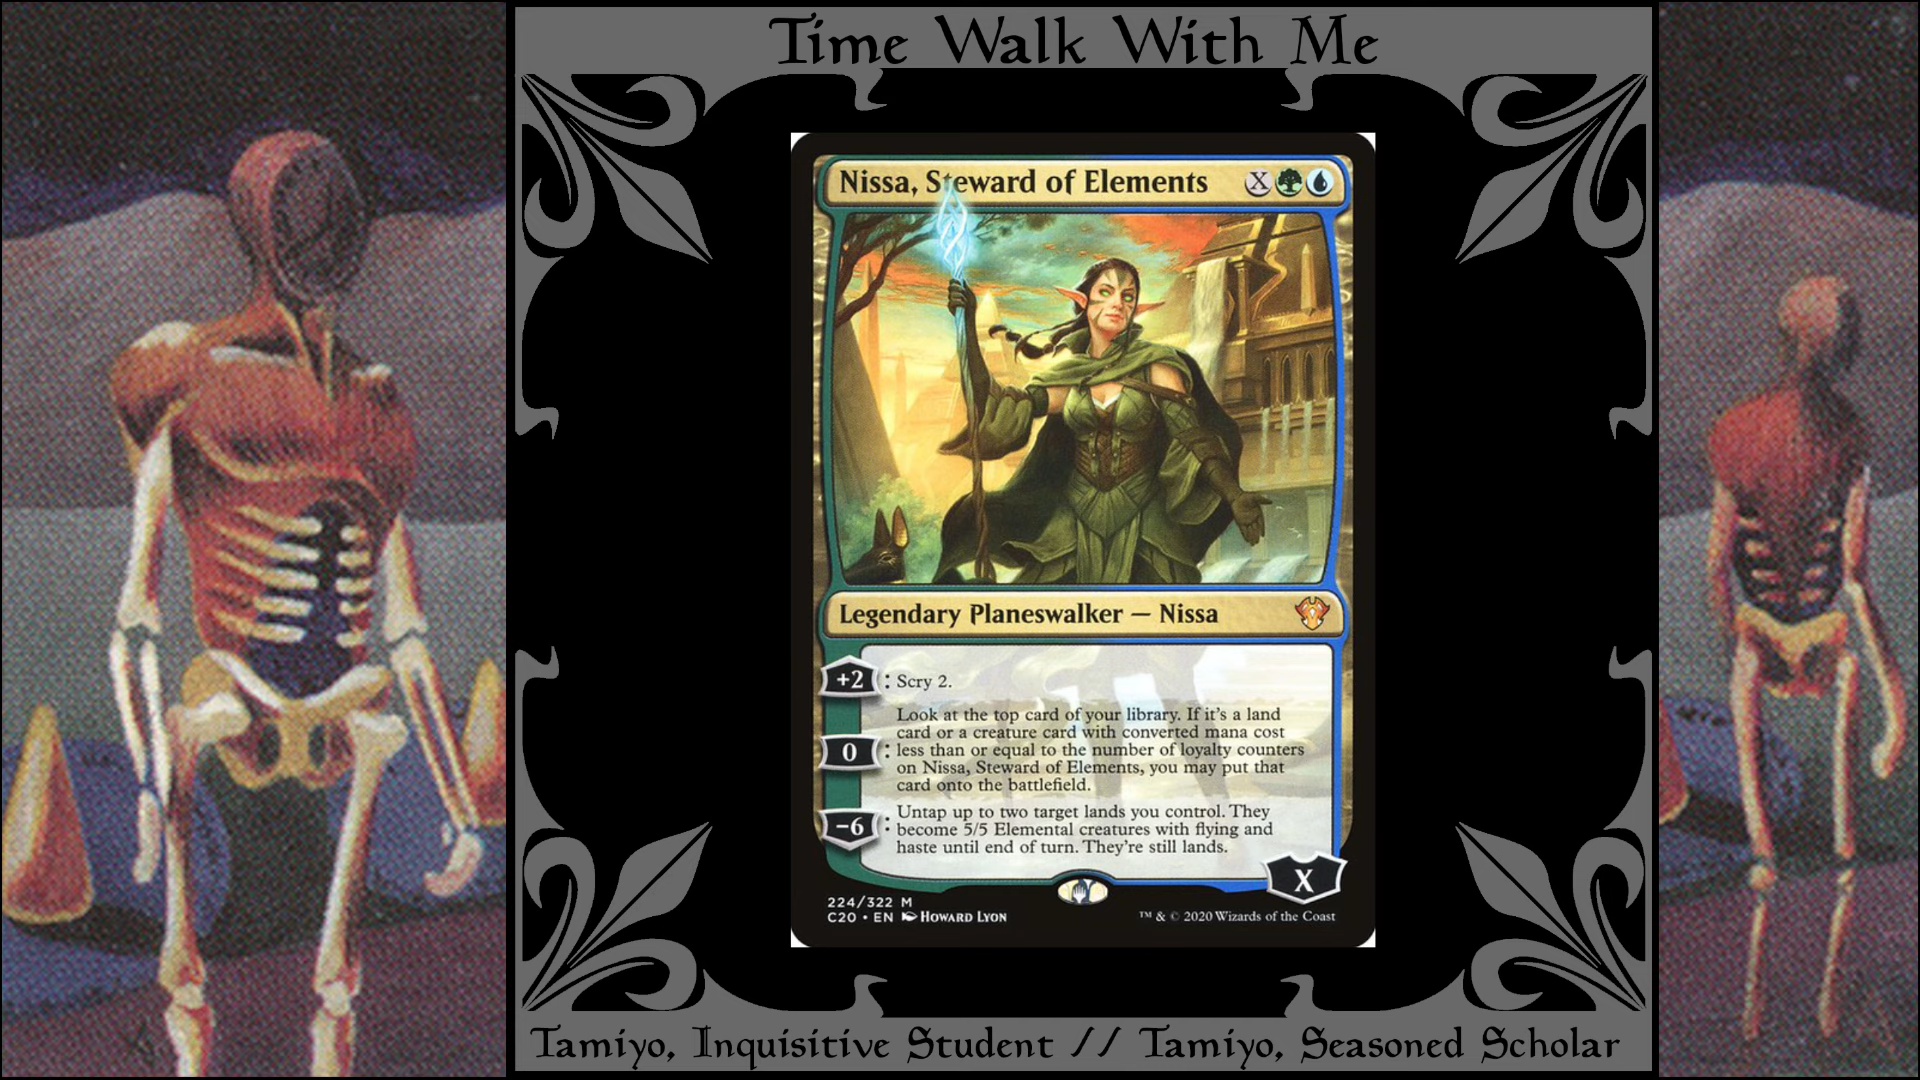 Time Walk With Me
Nissa, Steward of Elements X
Legendary Planeswalker — Nissa
+2 : Scry 2.
Look at the top card of your library. If it's a land
card or a creature card with converted mana cost
0 : less than or equal to the number of loyalty counters
on Nissa, Steward of Elements, you may put that
card onto the battlefield.
Untap up to two target lands you control. They
−6 : become 5/5 Elemental creatures with flying and
haste until end of turn. They're still lands.
X
224/322 M
C20 • EN Howard Lyon
™ & © 2020 Wizards of the Coast
Tamiyo, Inquisitive Student // Tamiyo, Seasoned Scholar